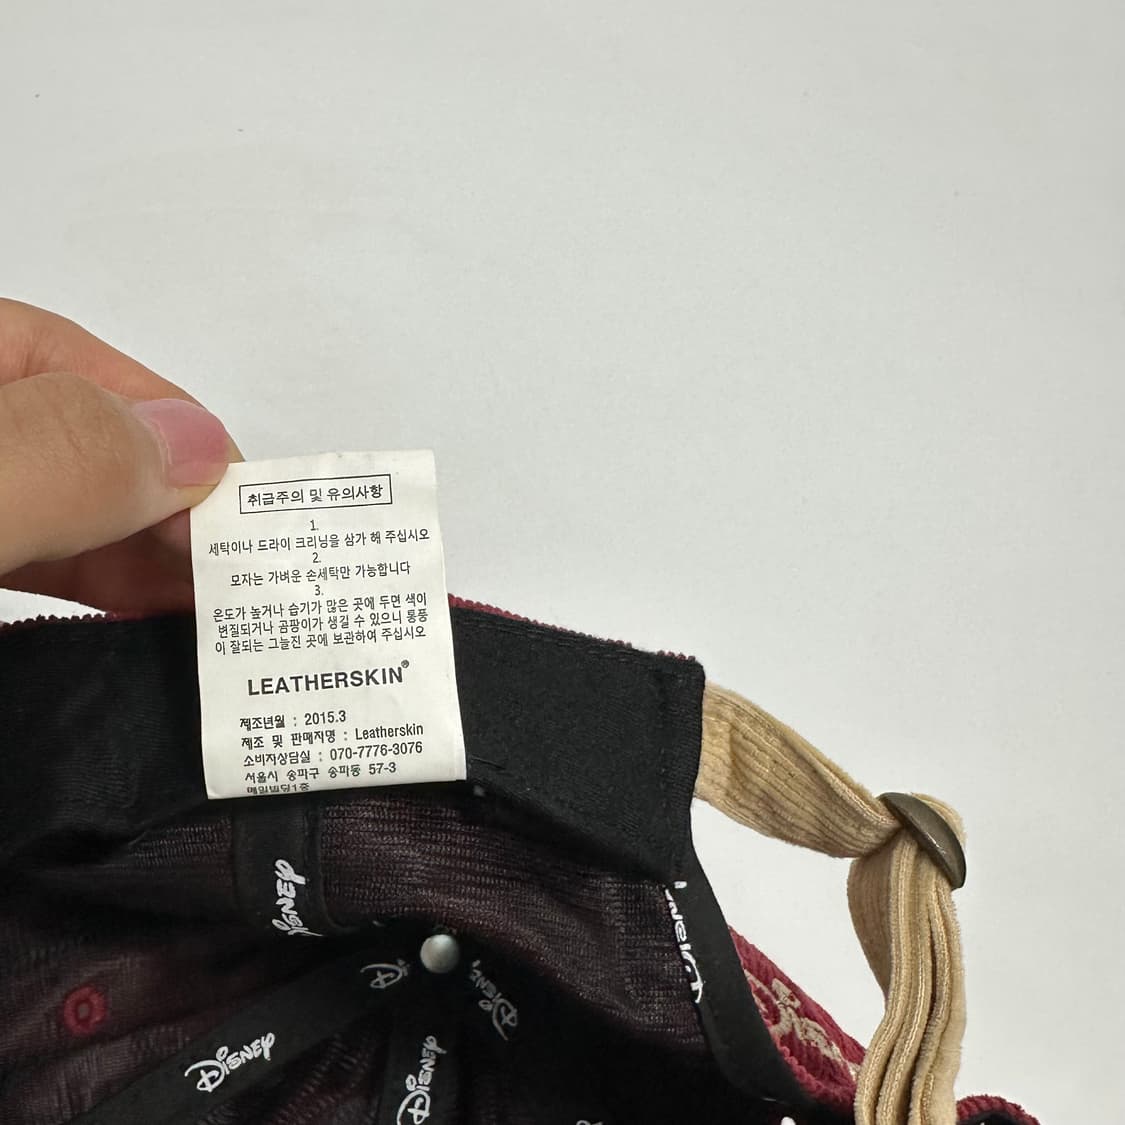 취급주의 및 유의사항
1.
세탁이나 드라이 크리닝을 삼가 해 주십시오
2.
모자는 가벼운 손세탁만 가능합니다
3.
온도가 높거나 습기가 많은 곳에 두면 색이
변질되거나 곰팡이가 생길 수 있으니 통풍
이 잘되는 그늘진 곳에 보관하여 주십시오
LEATHERSKIN®
제조년월 : 2015.3
제조 및 판매자명 : Leatherskin
소비자상담실 : 070-7776-3076
서울시 송파구 송파동 57-3
메밀빌딩1층
DISNEY
DISNEY
DISNEY
DISNEY